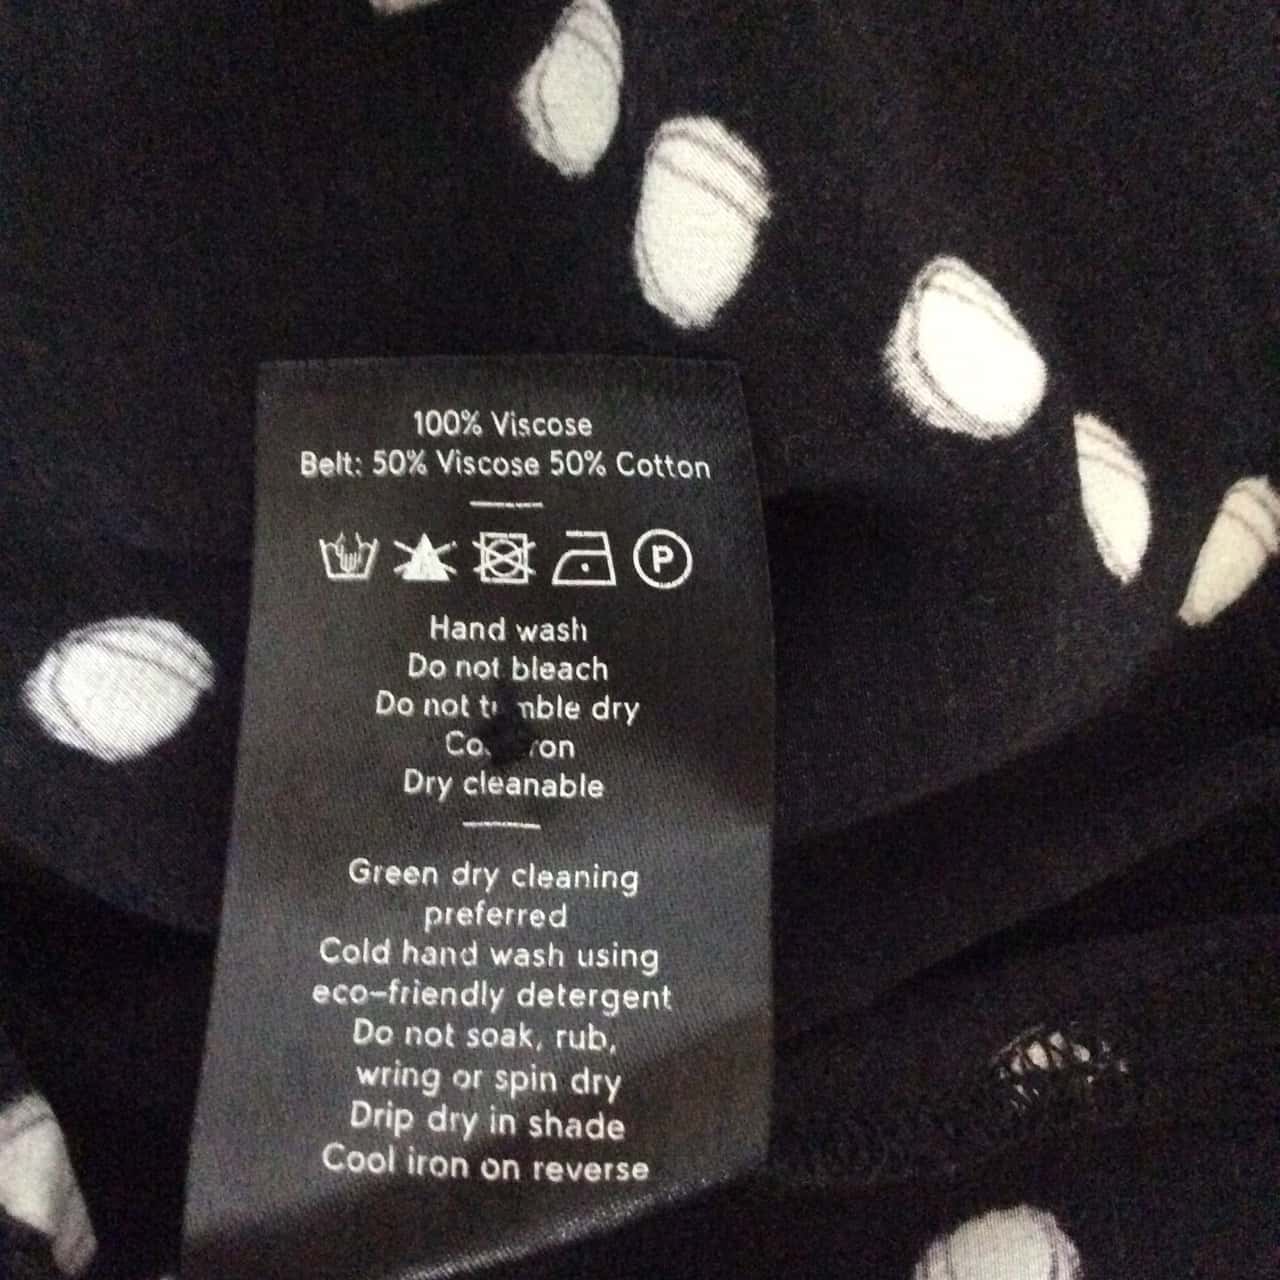 100% Viscose
Belt: 50% Viscose 50% Cotton
P
Hand wash
Do not bleach
Do not dry
Dry cleanable
Green dry cleaning
preferred
Cold hand wash using
eco-friendly detergent
Do not soak, rub,
wring or spin dry
Drip dry in shade
Cool iron on reverse